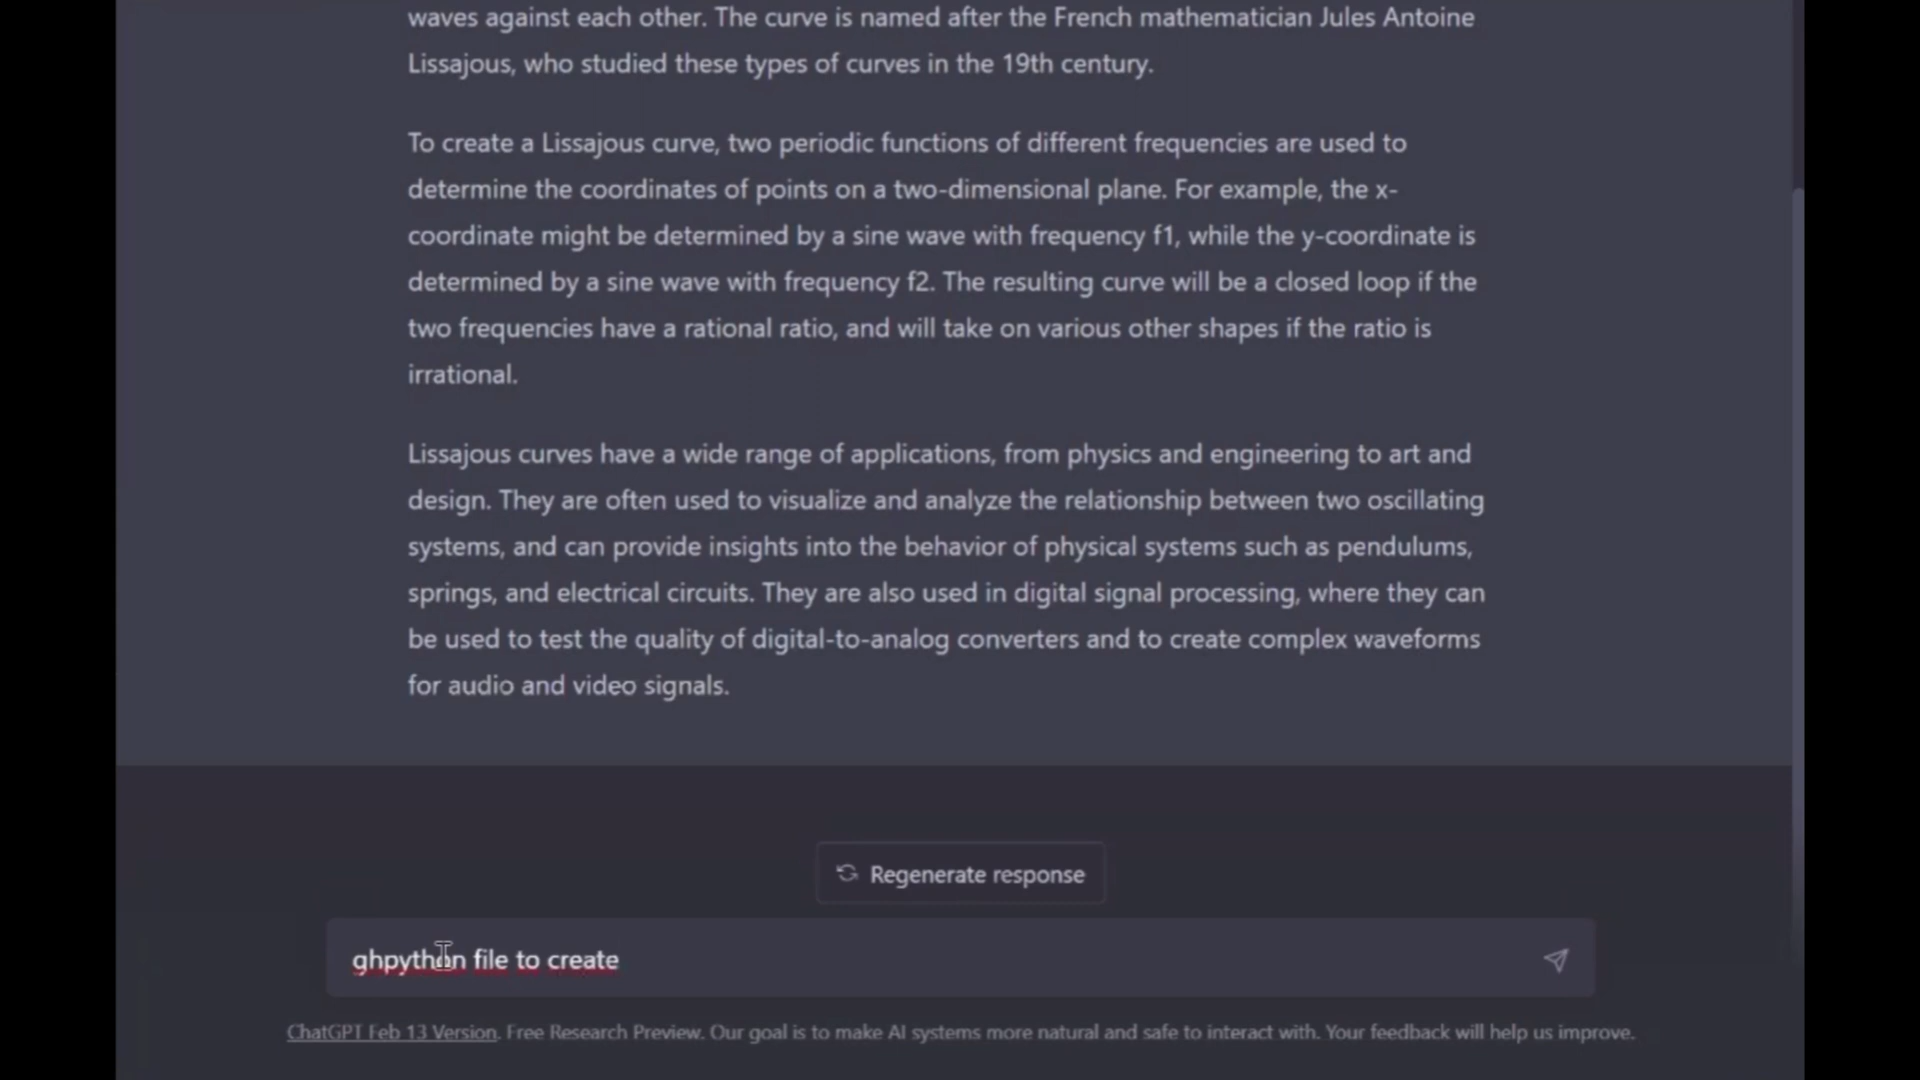 waves against each other. The curve is named after the French mathematician Jules Antoine
Lissajous, who studied these types of curves in the 19th century.
To create a Lissajous curve, two periodic functions of different frequencies are used to
determine the coordinates of points on a two-dimensional plane. For example, the x-
coordinate might be determined by a sine wave with frequency f1, while the y-coordinate is
determined by a sine wave with frequency f2. The resulting curve will be a closed loop if the
two frequencies have a rational ratio, and will take on various other shapes if the ratio is
irrational.
Lissajous curves have a wide range of applications, from physics and engineering to art and
design. They are often used to visualize and analyze the relationship between two oscillating
systems, and can provide insights into the behavior of physical systems such as pendulums,
springs, and electrical circuits. They are also used in digital signal processing, where they can
be used to test the quality of digital-to-analog converters and to create complex waveforms
for audio and video signals.
Regenerate response
ghpython file to create
ChatGPT Feb 13 Version. Free Research Preview. Our goal is to make AI systems more natural and safe to interact with. Your feedback will help us improve.